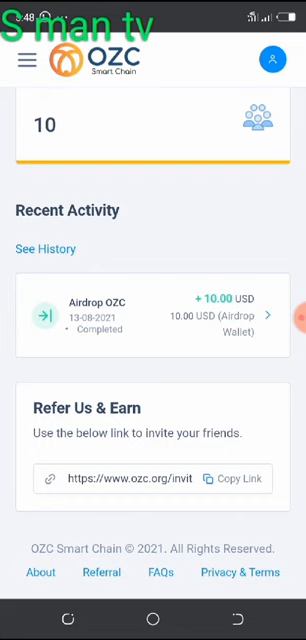 5:48
S man tv
OZC
Smart Chain
10
Recent Activity
See History
Airdrop OZC
13-08-2021
• Completed
+ 10.00 USD
10.00 USD (Airdrop
Wallet)
Refer Us & Earn
Use the below link to invite your friends.
https://www.ozc.org/invit
Copy Link
OZC Smart Chain © 2021. All Rights Reserved.
About Referral FAQs Privacy & Terms